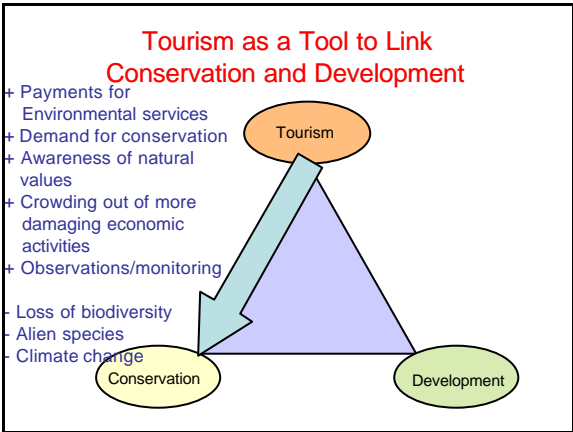 Tourism as a Tool to Link
Conservation and Development
+ Payments for
Environmental services
+ Demand for conservation
+ Awareness of natural
values
+ Crowding out of more
damaging economic
activities
+ Observations/monitoring
- Loss of biodiversity
- Alien species
- Climate change
Tourism
Conservation
Development